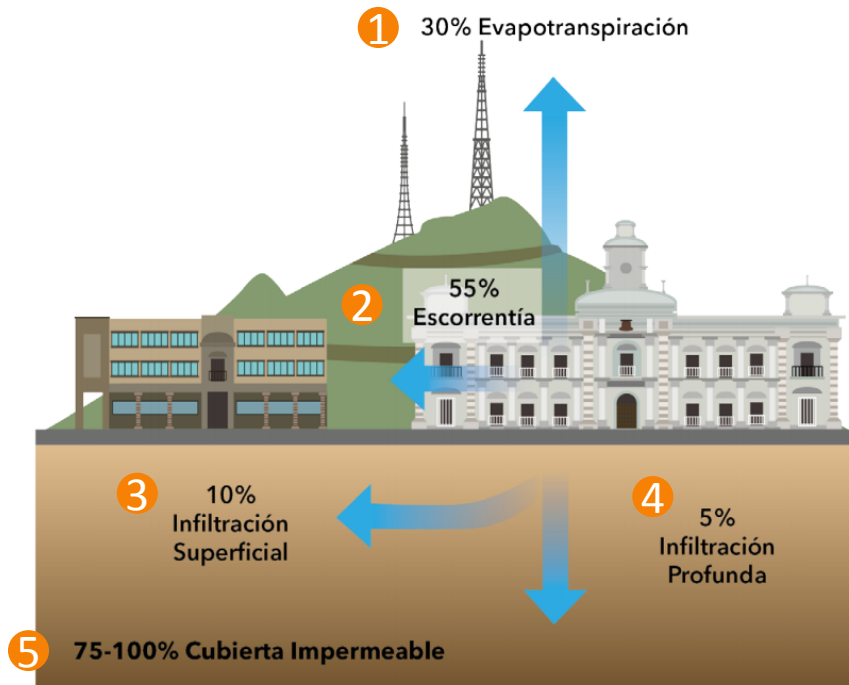 1 30% Evapotranspiración
2 55%
Escorrentía
3 10%
Infiltración
Superficial
4 5%
Infiltración
Profunda
5 75-100% Cubierta Impermeable